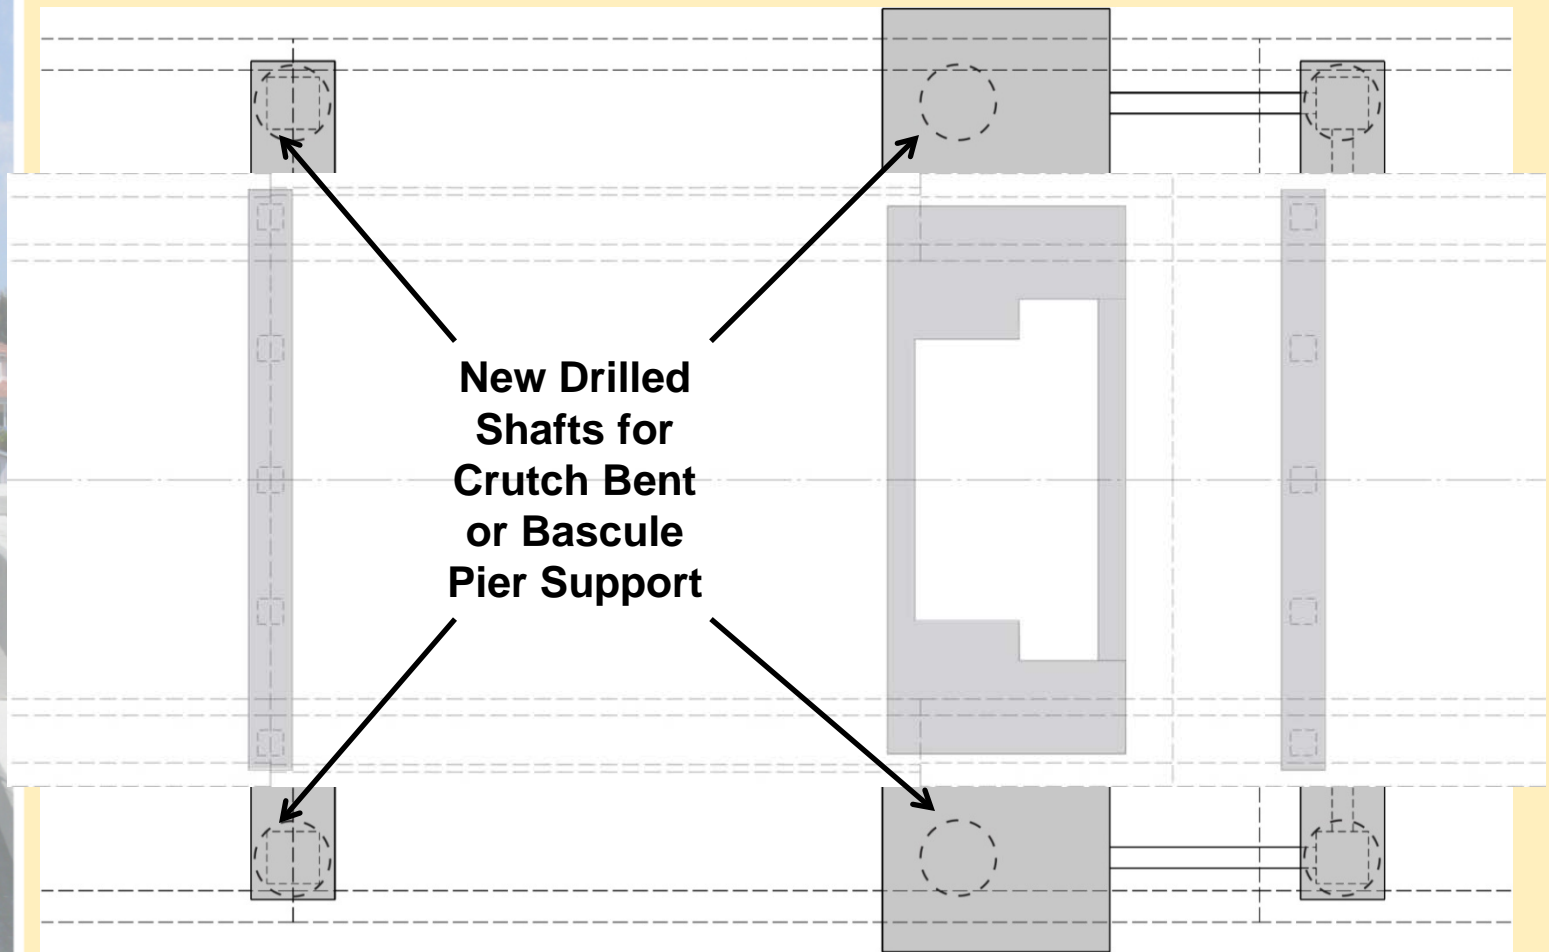 New Drilled
Shafts for
Crutch Bent
or Bascule
Pier Support